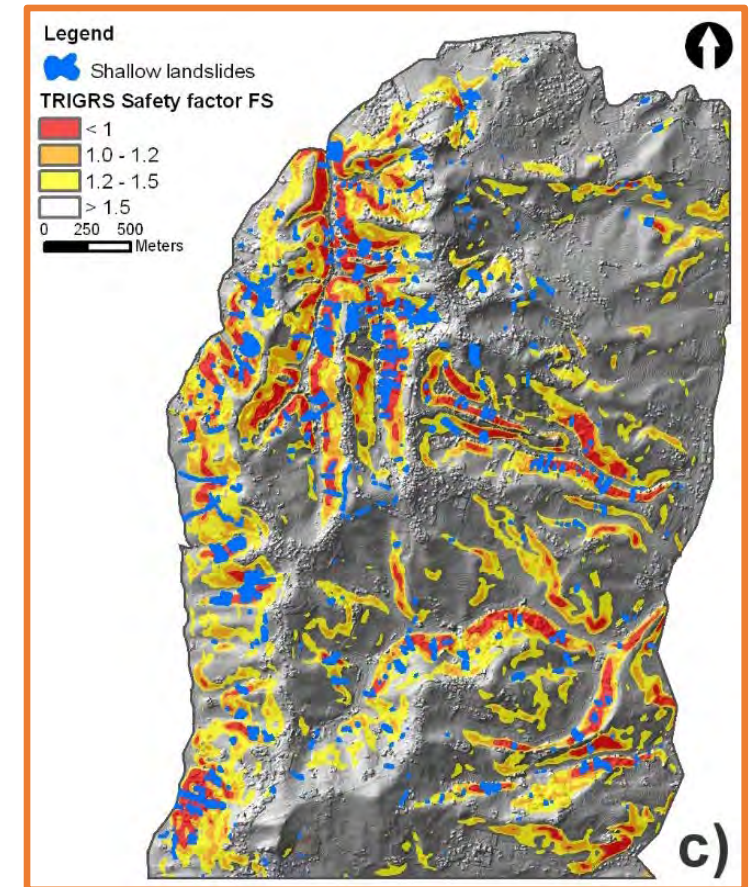 Legend
Shallow landslides
TRIGRS Safety factor FS
< 1
1.0 - 1.2
1.2 - 1.5
> 1.5
0 250 500
Meters
c)